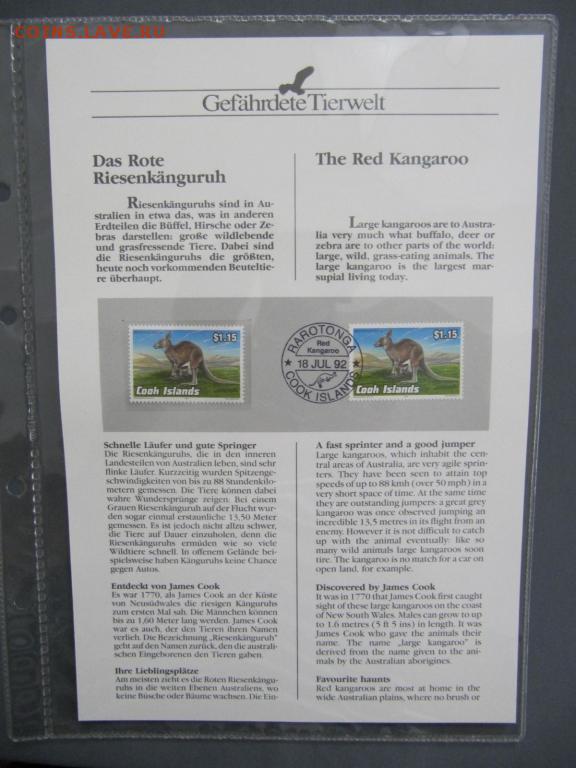 COINS.LAVE.RU
Gefährdete Tierwelt
Das Rote
Riesenkänguruh
Riesenkänguruhs sind in Au-
stralien in etwa das, was in anderen
Erdteilen die Büffel, Hirsche oder Ze-
bras darstellen: große wildlebende
und grasfressende Tiere. Dabei sind
die Riesenkänguruhs die größten,
heute noch vorkommenden Beuteltie-
re überhaupt.
The Red Kangaroo
Large kangaroos are to Austra-
lia very much what buffalo, deer or
zebra are to other parts of the world:
large, wild, grass-eating animals. The
large kangaroo is the largest mar-
supial living today.
$1.15
Cook Islands
RAROTONGA
Red
Kangaroo
18 JUL 92
COOK ISLANDS
$1.15
Cook Islands
Schnelle Läufer und gute Springer
Die Riesenkänguruhs, die in den inneren
Landesteilen von Australien leben, sind sehr
flinke Läufer. Kurzzeitig wurden Spitzenge-
schwindigkeiten von bis zu 88 Stundenkilo-
metern gemessen. Die Tiere können dabei
wahre Wundersprünge zeigen: Bei einem
Grauen Riesenkänguruh auf der Flucht wur-
den sogar einmal erstaunliche 13,50 Meter
gemessen. Es ist jedoch nicht allzu schwer,
die Tiere auf Dauer einzuholen, denn die
Riesenkänguruhs ermüden wie so viele
Wildtiere schnell. In offenem Gelände bei-
spielsweise haben Känguruhs keine Chance
gegen Autos.
Entdeckt von James Cook
Es war 1770, als James Cook an der Küste
von Neusüdwales die riesigen Känguruhs
zum ersten Mal sah. Die Männchen können
bis zu 1,60 Meter lang werden. James Cook
war es auch, der den Tieren ihren Namen
verlieh. Die Bezeichnung „Riesenkänguruh"
geht auf den Namen zurück, den die australi-
schen Eingeborenen den Tieren gaben.
Ihre Lieblingsplätze
Am meisten zieht es die Roten Riesenkängu-
ruhs in die weiten Ebenen Australiens, wo
keine Büsche oder Bäume wachsen. Die Ein-
A fast sprinter and a good jumper
Large kangaroos, which inhabit the cen-
tral areas of Australia, are very agile sprin-
ters. They have been seen to attain top
speeds of up to 88 kmh (over 50 mph) in a
very short space of time. At the same time
they are outstanding jumpers: a great grey
kangaroo was once observed jumping an
incredible 13,5 metres in its flight from an
enemy. However it is not difficult to catch
up with the animal eventually: like so
many wild animals large kangaroos soon
tire. The kangaroo is no match for a car on
open land, for example.
Discovered by James Cook
It was in 1770 that James Cook first caught
sight of these large kangaroos on the coast
of New South Wales. Males can grow to up
to 1.6 metres (5 ft 5 ins) in length. It was
James Cook who gave the animals their
name. The name „large kangaroo" is
derived from the name given to the ani-
mals by the Australian aborigines.
Favourite haunts
Red kangaroos are most at home in the
wide Australian plains, where no brush or